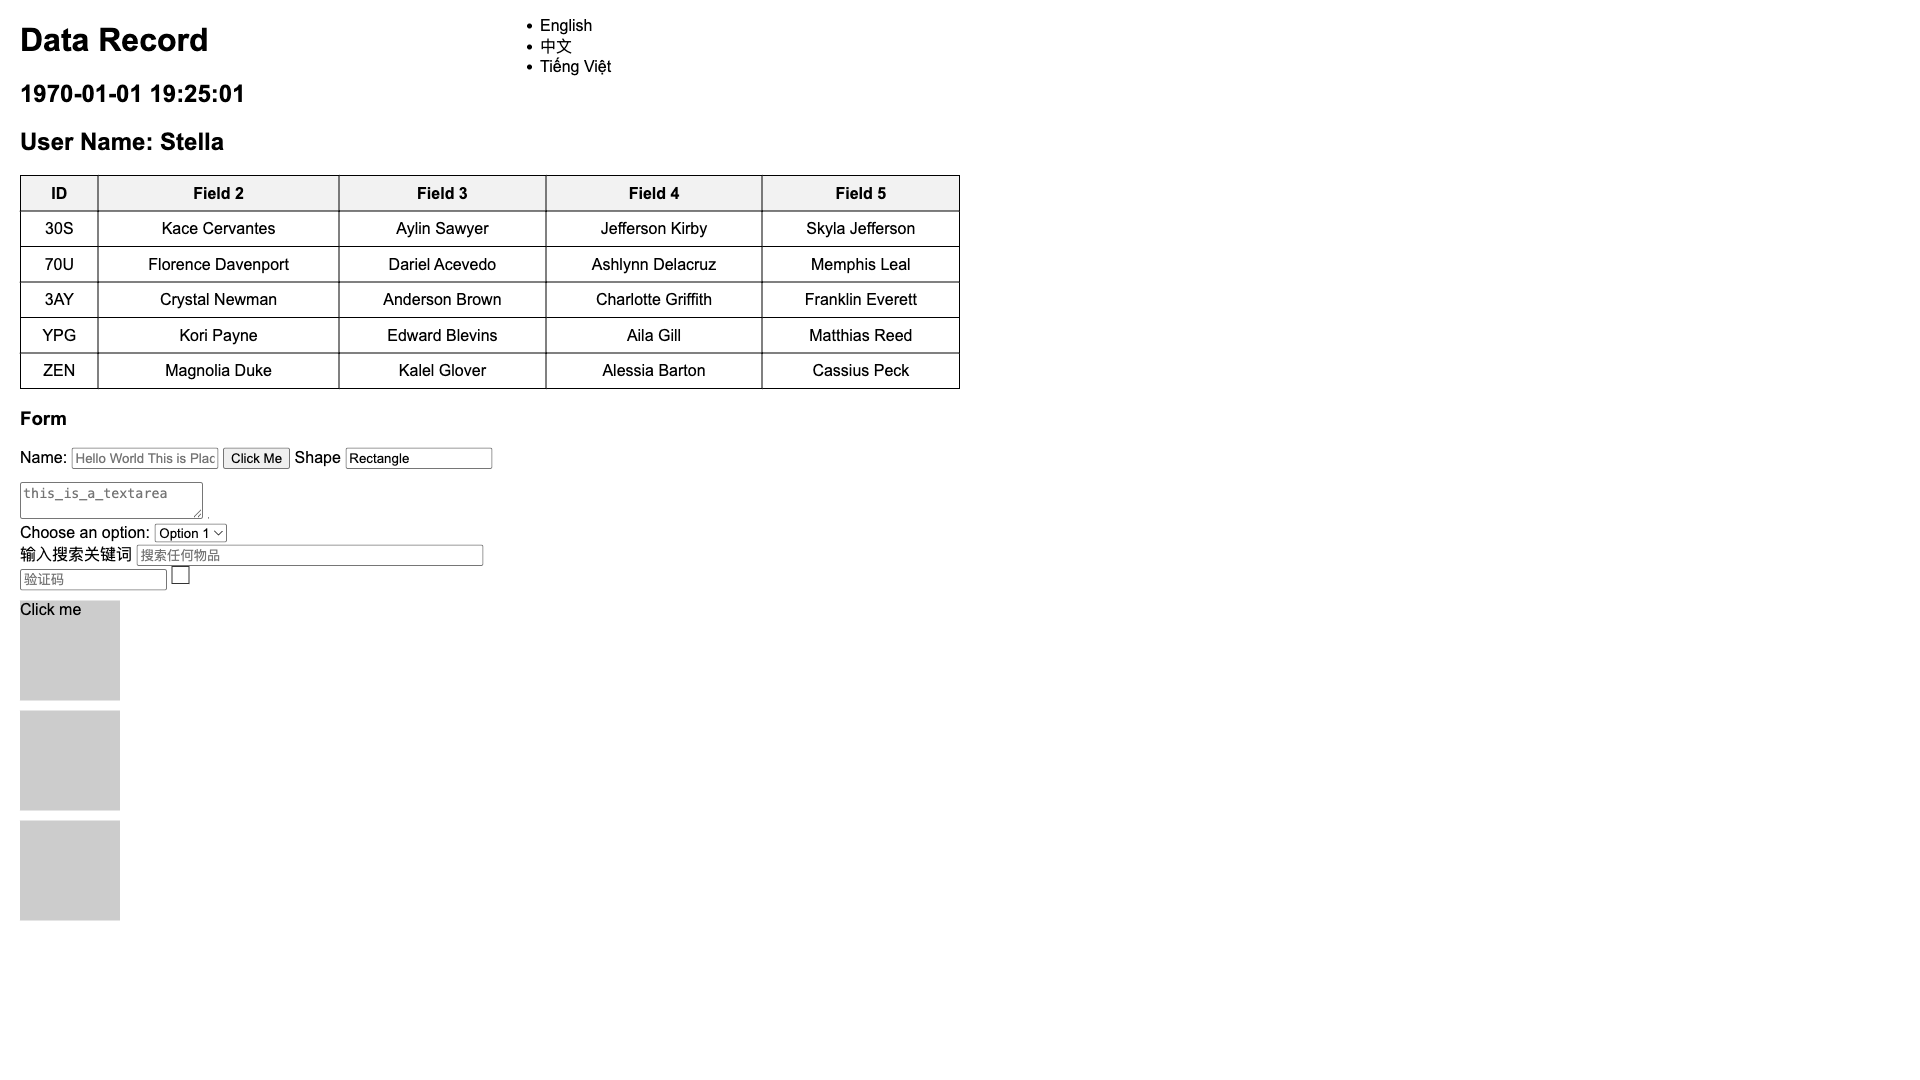 Data Record
English
中文
Tiếng Việt
1970-01-01 19:25:01
User Name: Stella
ID Field 2 Field 3 Field 4 Field 5
30S Kace Cervantes Aylin Sawyer Jefferson Kirby Skyla Jefferson
70U Florence Davenport Dariel Acevedo Ashlynn Delacruz Memphis Leal
3AY Crystal Newman Anderson Brown Charlotte Griffith Franklin Everett
YPG Kori Payne Edward Blevins Aila Gill Matthias Reed
ZEN Magnolia Duke Kalel Glover Alessia Barton Cassius Peck
Form
Name: Hello World This is Plac Click Me Shape Rectangle
this_is_a_textarea
Choose an option: Option 1
输入搜索关键词 搜索任何物品
验证码
Click me